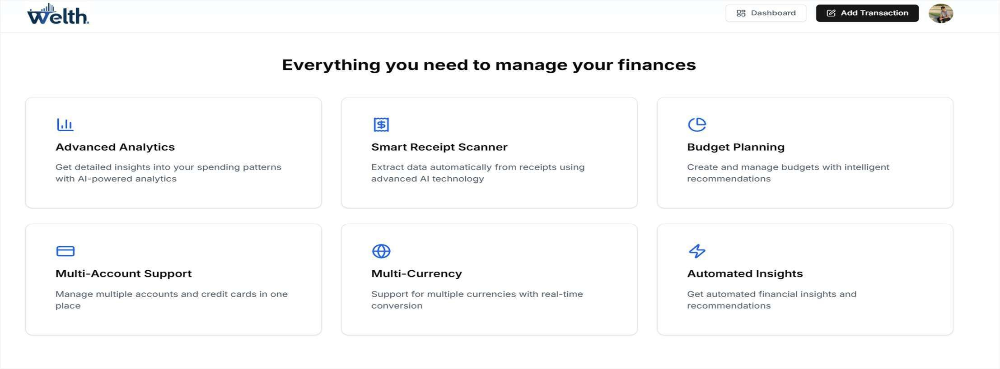 welth.
Dashboard
Add Transaction
Everything you need to manage your finances
Advanced Analytics
Get detailed insights into your spending patterns
with AI-powered analytics
Smart Receipt Scanner
Extract data automatically from receipts using
advanced AI technology
Budget Planning
Create and manage budgets with intelligent
recommendations
Multi-Account Support
Manage multiple accounts and credit cards in one
place
Multi-Currency
Support for multiple currencies with real-time
conversion
Automated Insights
Get automated financial insights and
recommendations